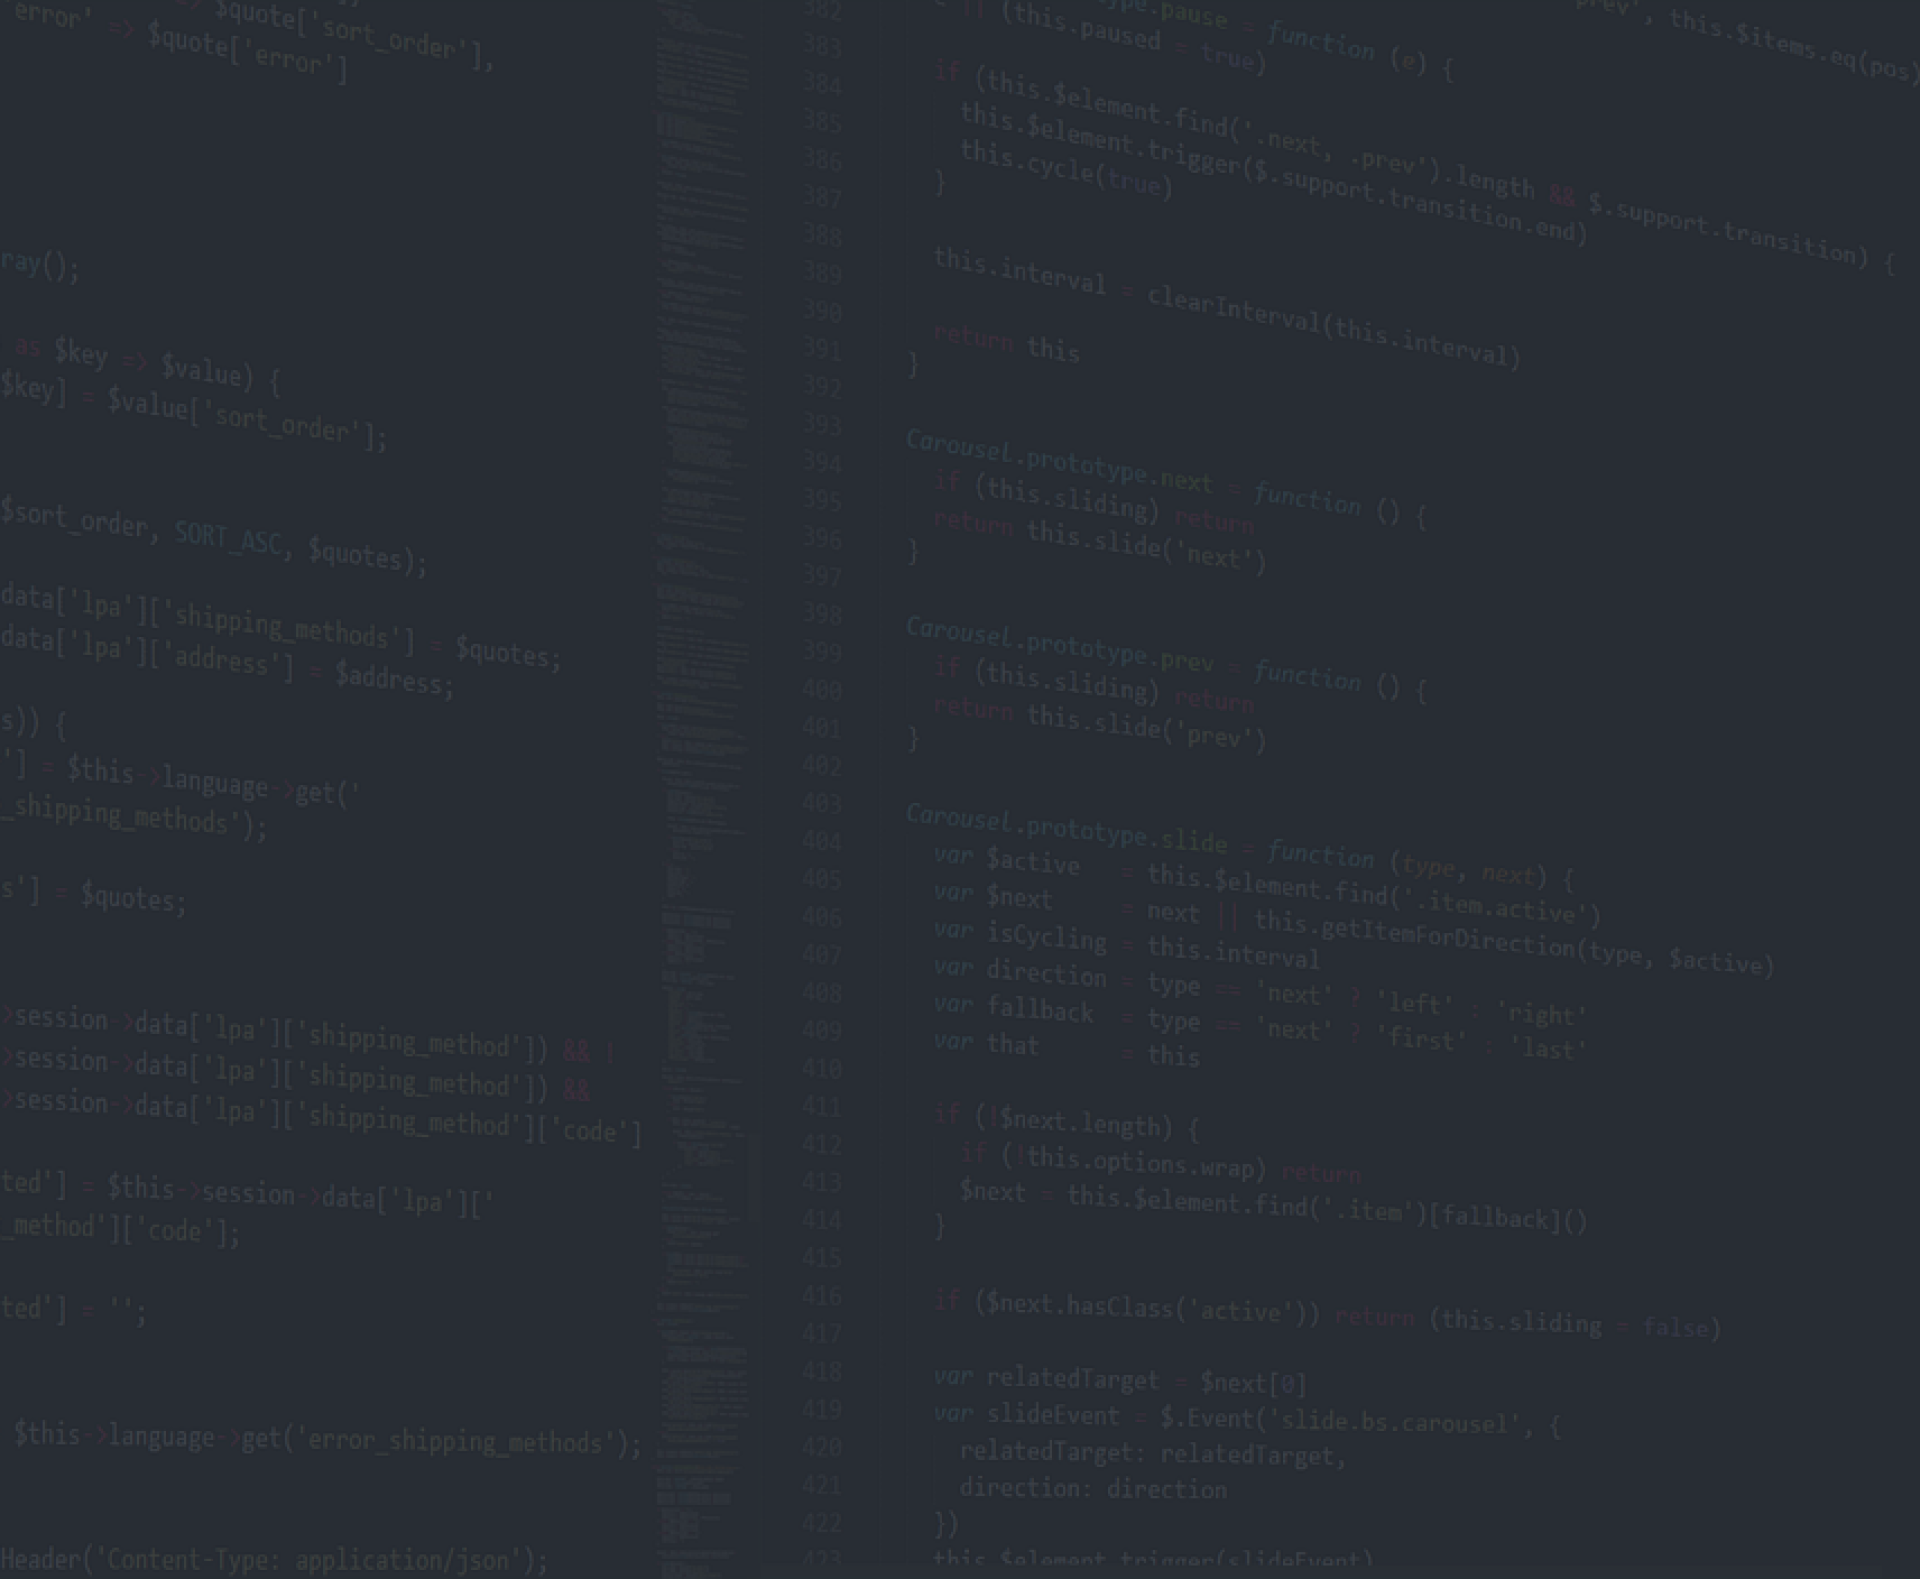 $quote['sort_order'],
error' => $quote['error']
ray();
as $key => $value) {
$key] = $value['sort_order'];
$sort_order, SORT_ASC, $quotes);
data['lpa']['shipping_methods'] = $quotes;
data['lpa']['address'] = $address;
s)) {
'] = $this->language->get('
_shipping_methods');
s'] = $quotes;
>session->data['lpa']['shipping_method']) && !
>session->data['lpa']['shipping_method']) &&
>session->data['lpa']['shipping_method']['code']
ted'] = $this->session->data['lpa']['
_method']['code'];
ted'] = '';
$this->language->get('error_shipping_methods');
Header('Content-Type: application/json');
382
383
384
385
386
387
388
389
390
391
392
393
394
395
396
397
398
399
400
401
402
403
404
405
406
407
408
409
410
411
412
413
414
415
416
417
418
419
420
421
422
423
prev', this.$items.eq(pos)
.pause = function (e) {
|| (this.paused = true)
if (this.$element.find('.next, .prev').length && $.support.transition) {
this.$element.trigger($.support.transition.end)
this.cycle(true)
}
this.interval = clearInterval(this.interval)
return this
}
Carousel.prototype.next = function () {
if (this.sliding) return
return this.slide('next')
}
Carousel.prototype.prev = function () {
if (this.sliding) return
return this.slide('prev')
}
Carousel.prototype.slide = function (type, next) {
var $active = this.$element.find('.item.active')
var $next = next || this.getItemForDirection(type, $active)
var isCycling = this.interval
var direction = type == 'next' ? 'left' : 'right'
var fallback = type == 'next' ? 'first' : 'last'
var that = this
if (!$next.length) {
if (!this.options.wrap) return
$next = this.$element.find('.item')[fallback]()
}
if ($next.hasClass('active')) return (this.sliding = false)
var relatedTarget = $next[0]
var slideEvent = $.Event('slide.bs.carousel', {
relatedTarget: relatedTarget,
direction: direction
})
this.$element.trigger(slideEvent)